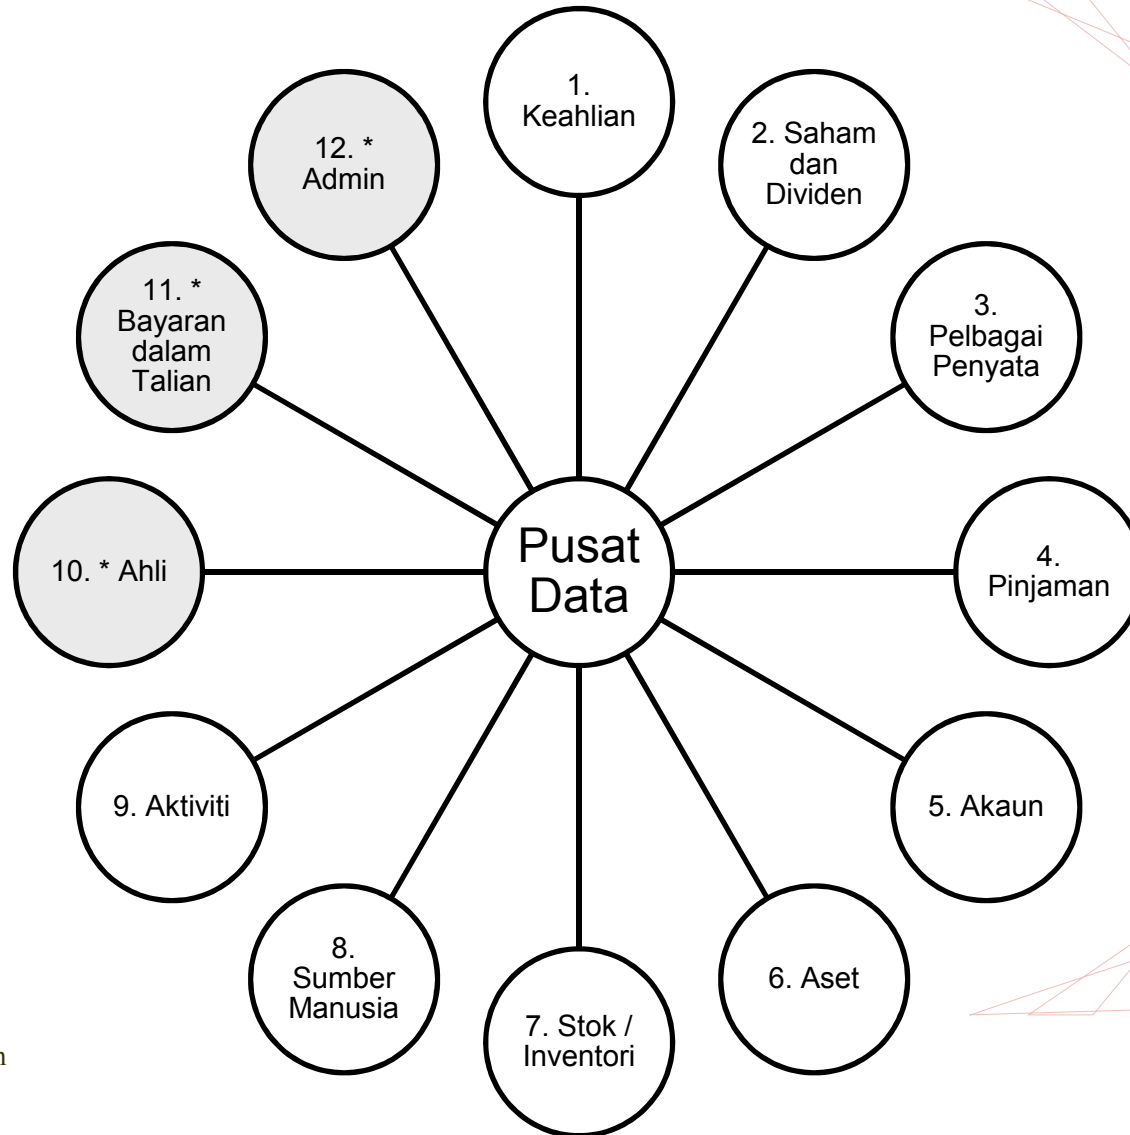 1.
Keahlian
2. Saham
dan
Dividen
3.
Pelbagai
Penyata
4.
Pinjaman
5. Akaun
6. Aset
7. Stok /
Inventori
8.
Sumber
Manusia
9. Aktiviti
10. * Ahli
11. *
Bayaran
dalam
Talian
12. *
Admin
Pusat
Data